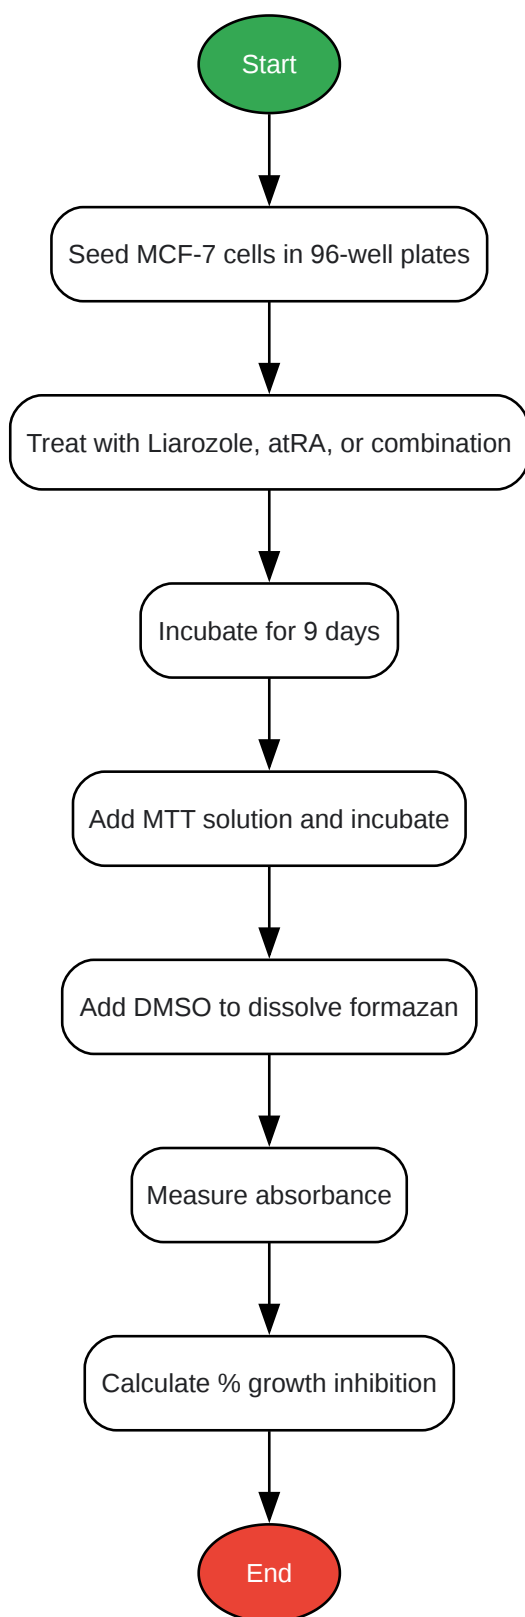 Start
Seed MCF-7 cells in 96-well plates
Treat with Liarozole, atRA, or combination
Incubate for 9 days
Add MTT solution and incubate
Add DMSO to dissolve formazan
Measure absorbance
Calculate % growth inhibition
End